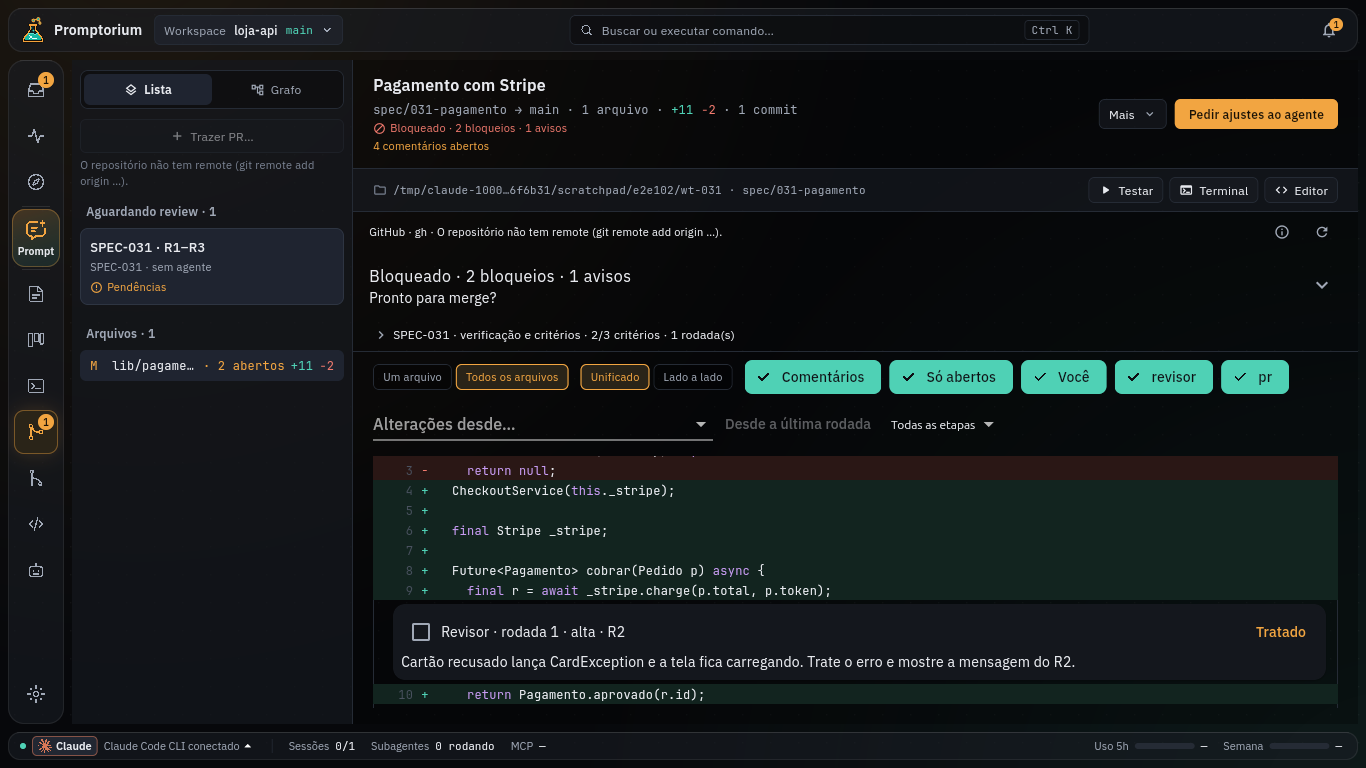 Promptorium
Workspace loja-api main
Buscar ou executar comando...
Ctrl K
1
1
Prompt
1
Lista
Grafo
+ Trazer PR...
O repositório não tem remote (git remote add
origin ...).
Aguardando review · 1
SPEC-031 · R1–R3
SPEC-031 · sem agente
Pendências
Arquivos · 1
M lib/pagame… · 2 abertos +11 -2
Pagamento com Stripe
spec/031-pagamento → main · 1 arquivo · +11 -2 · 1 commit
Bloqueado · 2 bloqueios · 1 avisos
4 comentários abertos
Mais
Pedir ajustes ao agente
/tmp/claude-1000…6f6b31/scratchpad/e2e102/wt-031 · spec/031-pagamento
Testar
Terminal
Editor
GitHub · gh · O repositório não tem remote (git remote add origin ...).
Bloqueado · 2 bloqueios · 1 avisos
Pronto para merge?
SPEC-031 · verificação e critérios · 2/3 critérios · 1 rodada(s)
Um arquivo
Todos os arquivos
Unificado
Lado a lado
Comentários
Só abertos
Você
revisor
pr
Alterações desde...
Desde a última rodada
Todas as etapas
3 - return null;
4 + CheckoutService(this._stripe);
5 +
6 + final Stripe _stripe;
7 +
8 + Future<Pagamento> cobrar(Pedido p) async {
9 + final r = await _stripe.charge(p.total, p.token);
Revisor · rodada 1 · alta · R2
Tratado
Cartão recusado lança CardException e a tela fica carregando. Trate o erro e mostre a mensagem do R2.
10 + return Pagamento.aprovado(r.id);
Claude
Claude Code CLI conectado
Sessões 0/1
Subagentes 0 rodando
MCP —
Uso 5h —
Semana —